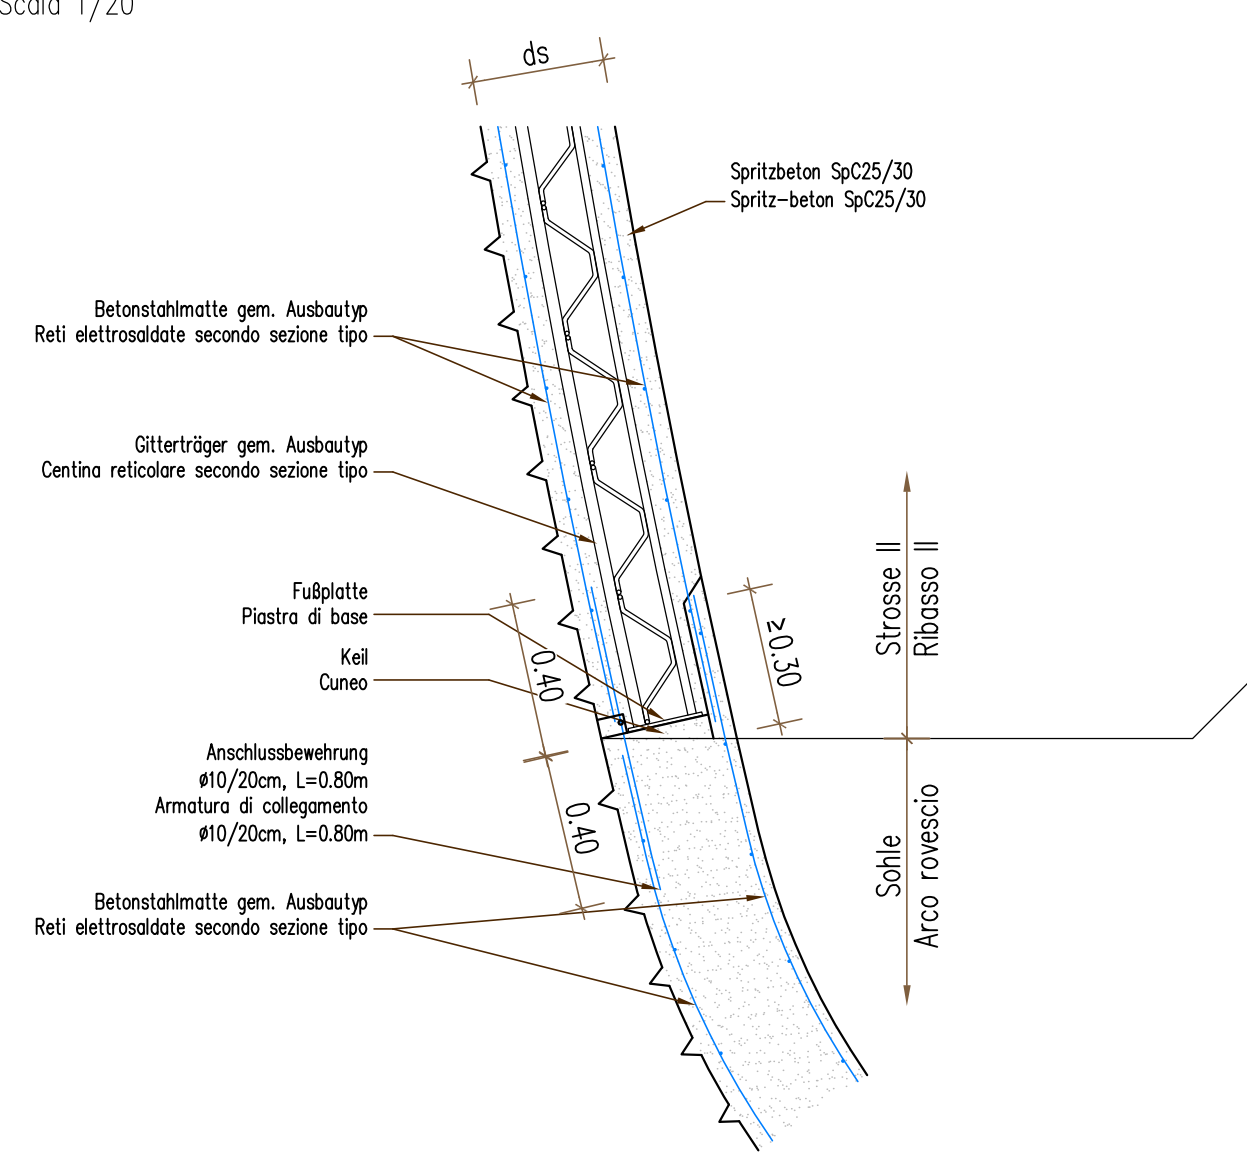 Scala 1/20
ds
Spritzbeton SpC25/30
Spritz-beton SpC25/30
Betonstahlmatte gem. Ausbautyp
Reti elettrosaldate secondo sezione tipo
Gitterträger gem. Ausbautyp
Centina reticolare secondo sezione tipo
Fußplatte
Piastra di base
Keil
Cuneo
0.40
≥0.30
Strosse II
Ribasso II
Anschlussbewehrung
ø10/20cm, L=0.80m
Armatura di collegamento
ø10/20cm, L=0.80m
0.40
Sohle
Arco rovescio
Betonstahlmatte gem. Ausbautyp
Reti elettrosaldate secondo sezione tipo